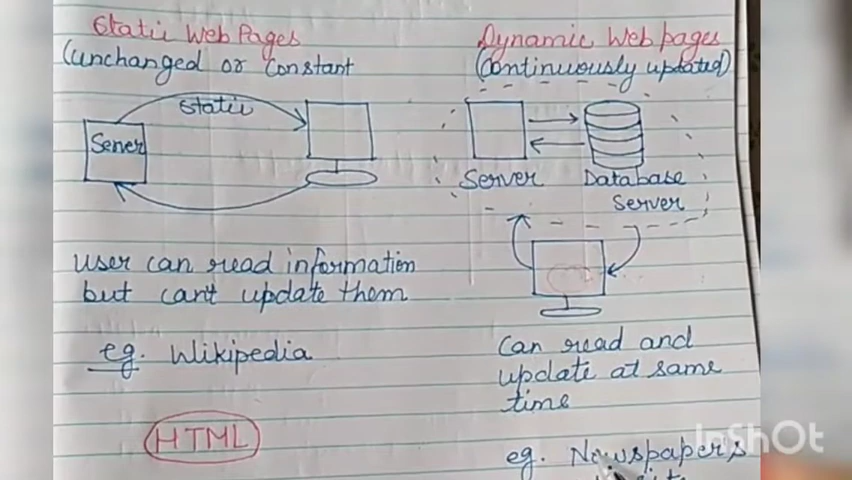 Static Web Pages
(unchanged or constant
Static
Server
user can read information
but can't update them
eg. Wikipedia
HTML
Dynamic Web pages
(continuously updated)
Server
Database
Server
Can read and
update at same
time
eg. Newspaper's
InShOt